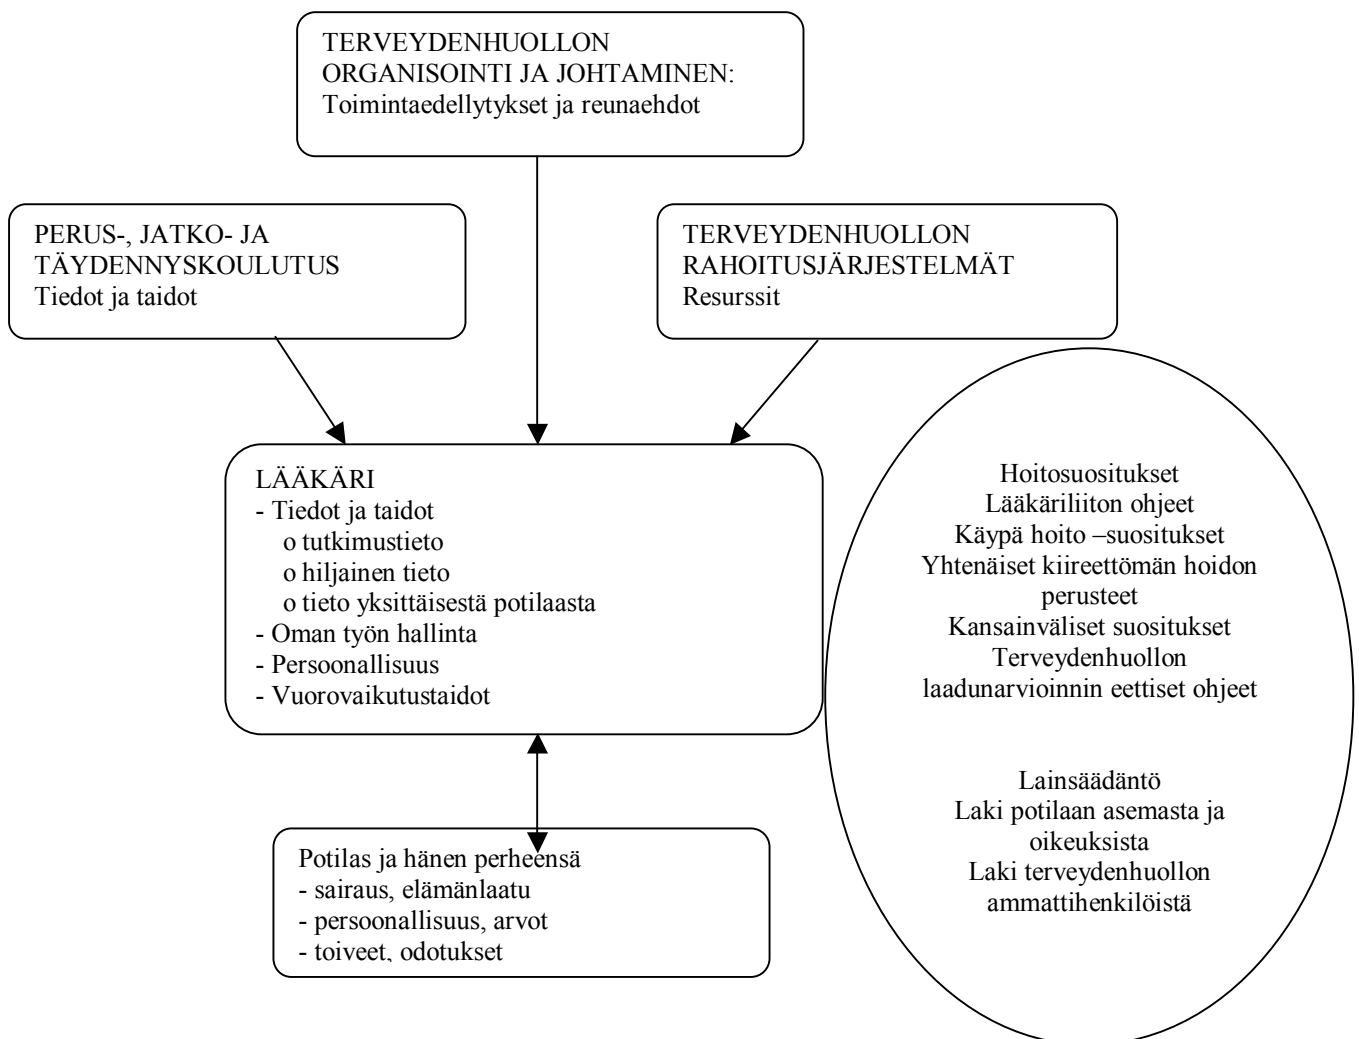 TERVEYDENHUOLLON
ORGANISOINTI JA JOHTAMINEN:
Toimintaedellytykset ja reunaehdot
PERUS-, JATKO- JA
TÄYDENNYSKOULUTUS
Tiedot ja taidot
TERVEYDENHUOLLON
RAHOITUSJÄRJESTELMÄT
Resurssit
LÄÄKÄRI
- Tiedot ja taidot
o tutkimustieto
o hiljainen tieto
o tieto yksittäisestä potilaasta
- Oman työn hallinta
- Persoonallisuus
- Vuorovaikutustaidot
Hoitosuositukset
Lääkäriliiton ohjeet
Käypä hoito –suositukset
Yhtenäiset kiireettömän hoidon
perusteet
Kansainväliset suositukset
Terveydenhuollon
laadunarvioinnin eettiset ohjeet
Lainsäädäntö
Laki potilaan asemasta ja
oikeuksista
Laki terveydenhuollon
ammattihenkilöistä
Potilas ja hänen perheensä
- sairaus, elämänlaatu
- persoonallisuus, arvot
- toiveet, odotukset